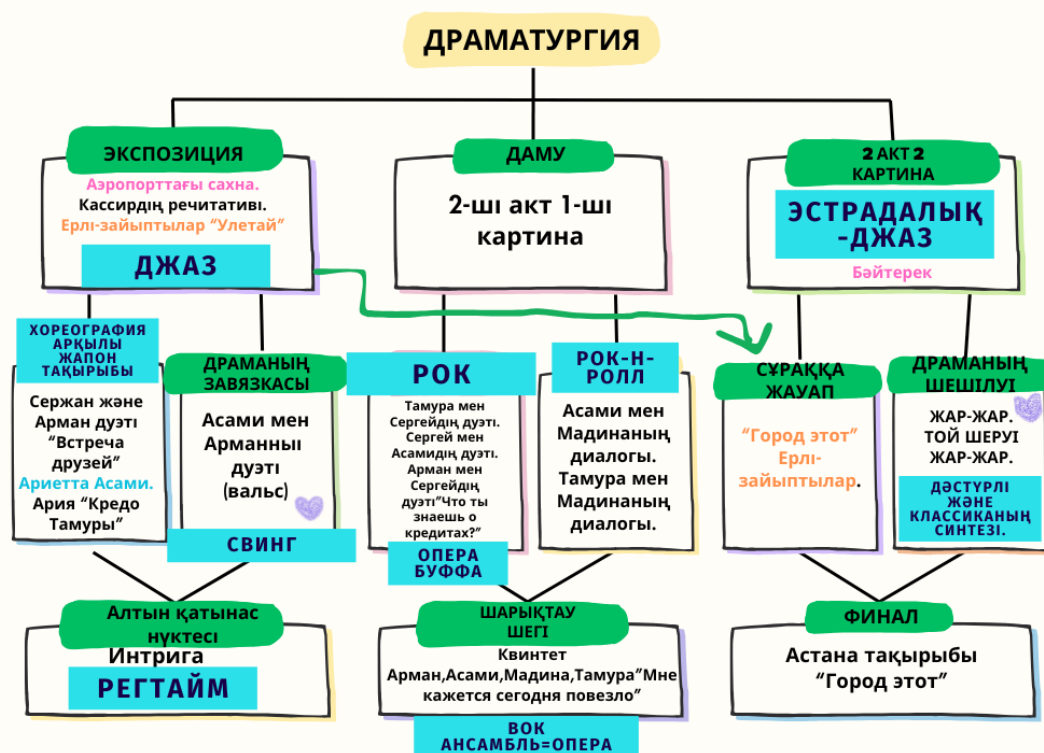 ДРАМАТУРГИЯ
ЭКСПОЗИЦИЯ
Аэропорттағы сахна.
Кассирдің речитативі.
Ерлі-зайыптылар “Улетай”
ДЖАЗ
ДАМУ
2-ші акт 1-ші
картина
2 АКТ 2
КАРТИНА
ЭСТРАДАЛЫҚ
-ДЖАЗ
Бәйтерек
ХОРЕОГРАФИЯ
АРҚЫЛЫ
ЖАПОН
ТАҚЫРЫБЫ
Сержан және
Арман дуэті
“Встреча
друзей”
Ариетта Асами.
Ария “Кредо
Тамуры”
ДРАМАНЫҢ
ЗАВЯЗКАСЫ
Асами мен
Арманныі
дуэті
(вальс)
СВИНГ
РОК
Тамура мен
Сергейдің дуэті.
Сергей мен
Асамидің дуэті.
Арман мен
Сергейдің
дуэті”Что ты
знаешь о
кредитах?”
ОПЕРА
БУФФА
РОК-Н-
РОЛЛ
Асами мен
Мадинаның
диалогы.
Тамура мен
Мадинаның
диалогы.
СҰРАҚҚА
ЖАУАП
“Город этот”
Ерлі-
зайыптылар.
ДРАМАНЫҢ
ШЕШІЛУІ
ЖАР-ЖАР.
ТОЙ ШЕРУІ
ЖАР-ЖАР.
ДӘСТҮРЛІ
ЖӘНЕ
КЛАССИКАНЫҢ
СИНТЕЗІ.
Алтын қатынас
нүктесі
Интрига
РЕГТАЙМ
ШАРЫҚТАУ
ШЕГІ
Квинтет
Арман,Асами,Мадина,Тамура”Мне
кажется сегодня повезло”
ВОК
АНСАМБЛЬ=ОПЕРА
ФИНАЛ
Астана тақырыбы
“Город этот”